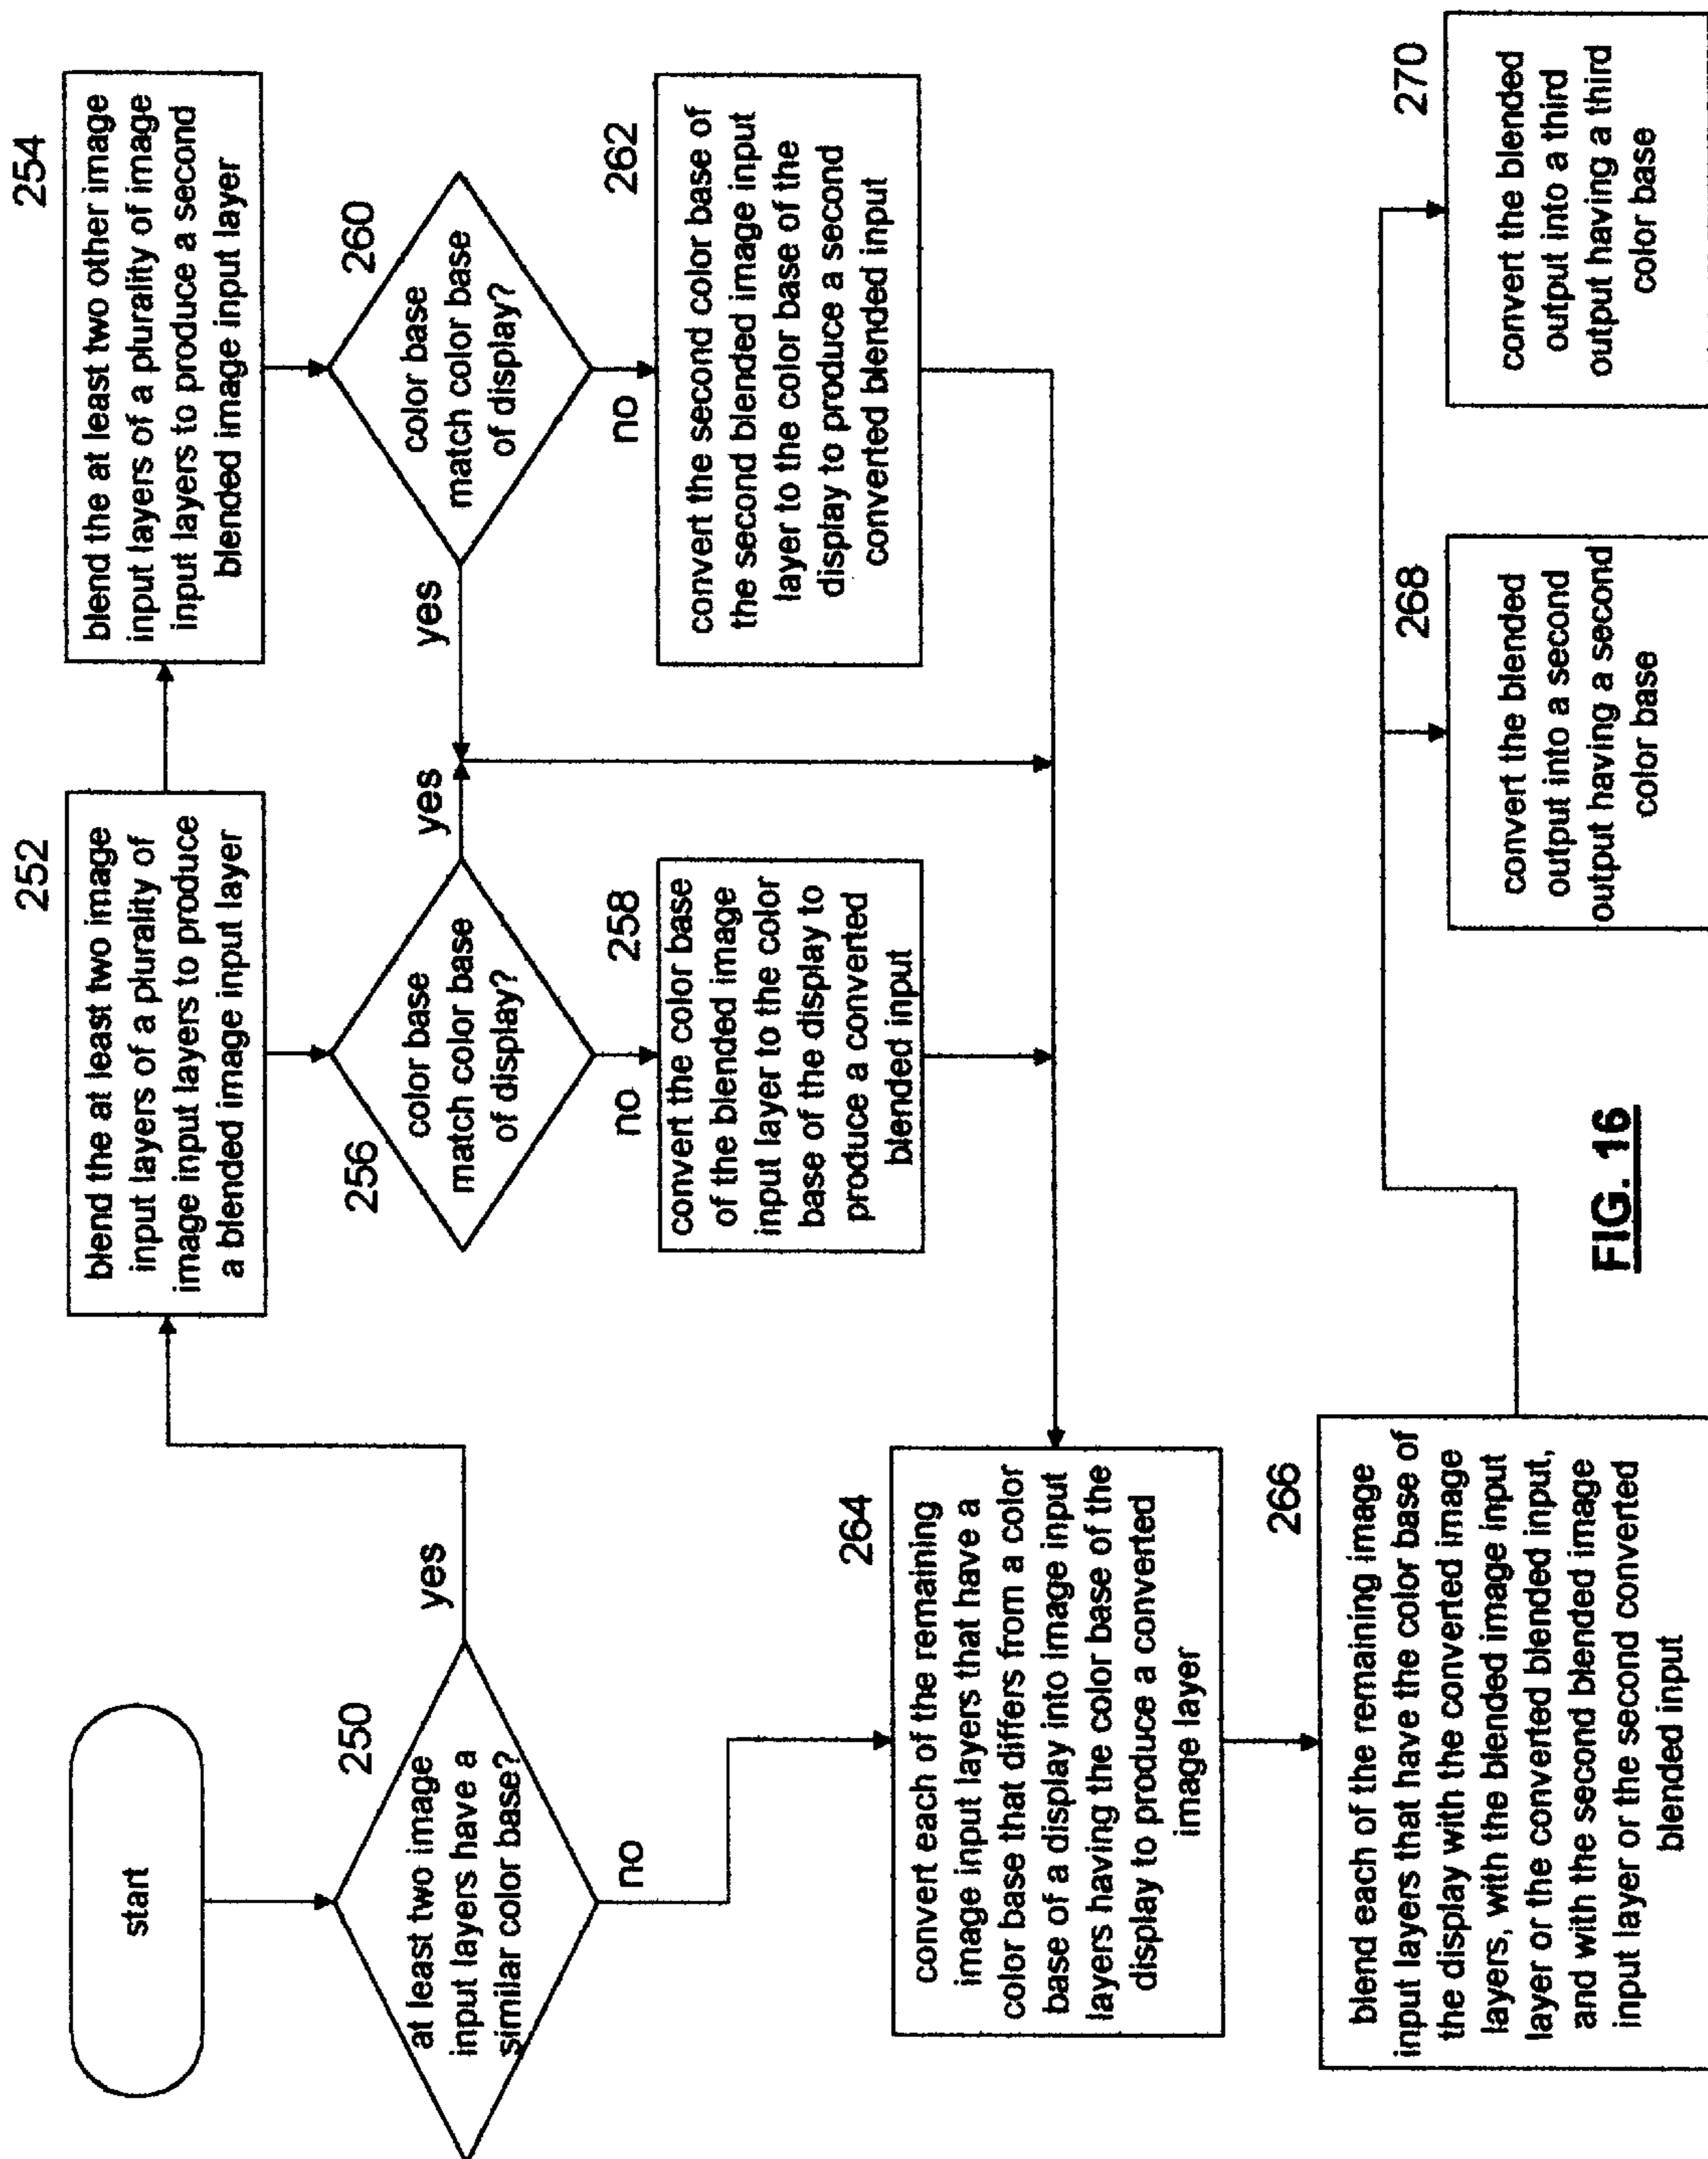 start
250
at least two image
input layers have a
similar color base?
yes
no
252
blend the at least two image
input layers of a plurality of
image input layers to produce
a blended image input layer
254
blend the at least two other image
input layers of a plurality of image
input layers to produce a second
blended image input layer
256
color base
match color base
of display?
yes
no
258
convert the color base
of the blended image
input layer to the color
base of the display to
produce a converted
blended input
260
color base
match color base
of display?
yes
no
262
convert the second color base of
the second blended image input
layer to the color base of the
display to produce a second
converted blended input
264
convert each of the remaining
image input layers that have a
color base that differs from a color
base of a display into image input
layers having the color base of the
display to produce a converted
image layer
266
blend each of the remaining image
input layers that have the color base of
the display with the converted image
layers, with the blended image input
layer or the converted blended input,
and with the second blended image
input layer or the second converted
blended input
268
convert the blended
output into a second
output having a second
color base
270
convert the blended
output into a third
output having a third
color base
FIG. 16